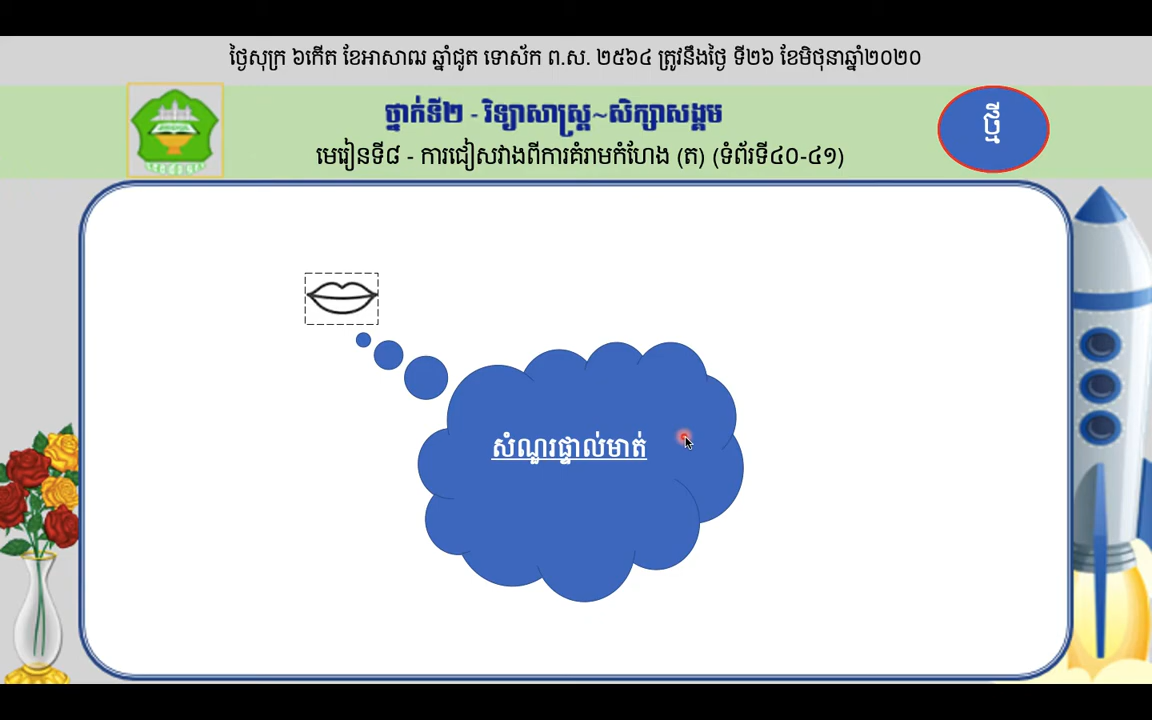 ថ្ងៃសុក្រ ៦កើត ខែអាសាឍ ឆ្នាំជូត ទោស័ក ព.ស. ២៥៦៤ ត្រូវនឹងថ្ងៃ ទី២៦ ខែមិថុនាឆ្នាំ២០២០
ថ្នាក់ទី២ - វិទ្យាសាស្ត្រ~សិក្សាសង្គម
ថ្មី
មេរៀនទី៨ - ការជៀសវាងពីការគំរាមកំហែង (ត) (ទំព័រទី៤០-៤១)
សំណួរផ្ទាល់មាត់